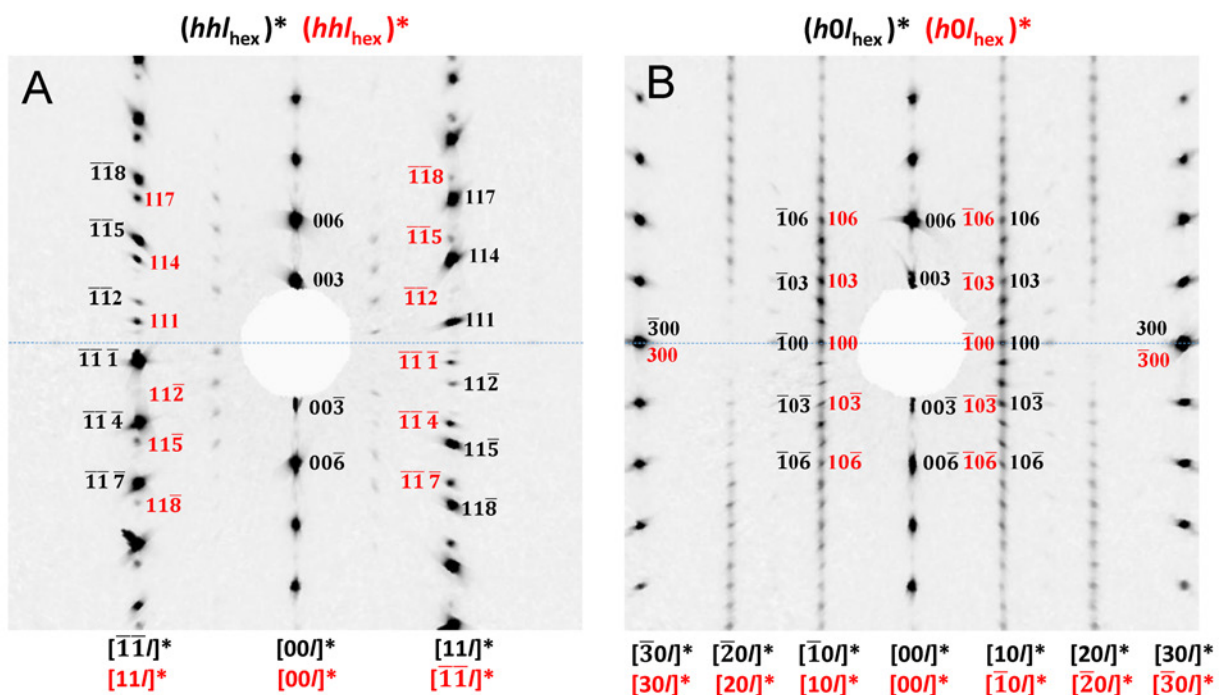 (hhl_hex)* (hhl_hex)*
A
1̅1̅8
117
1̅1̅5
114
1̅1̅2
111
1̅1̅1̅
112̅
1̅1̅4̅
115̅
1̅1̅7̅
118̅
006
003
003̅
006̅
1̅1̅8
117
1̅1̅5
114
1̅1̅2
111
1̅1̅1̅
112̅
1̅1̅4̅
115̅
1̅1̅7̅
118̅
[1̅1̅l]* [00l]* [11l]*
[11l]* [00l]* [1̅1̅l]*
(h0l_hex)* (h0l_hex)*
B
1̅06 106 006 1̅06 106
1̅03 103 003 1̅03 103
3̅00 300
1̅00 100 1̅00 100
300 3̅00
1̅03̅ 103̅ 003̅ 1̅03̅ 103̅
1̅06̅ 106̅ 006̅ 1̅06̅ 106̅
[3̅0l]* [2̅0l]* [1̅0l]* [00l]* [10l]* [20l]* [30l]*
[30l]* [20l]* [10l]* [00l]* [1̅0l]* [2̅0l]* [3̅0l]*